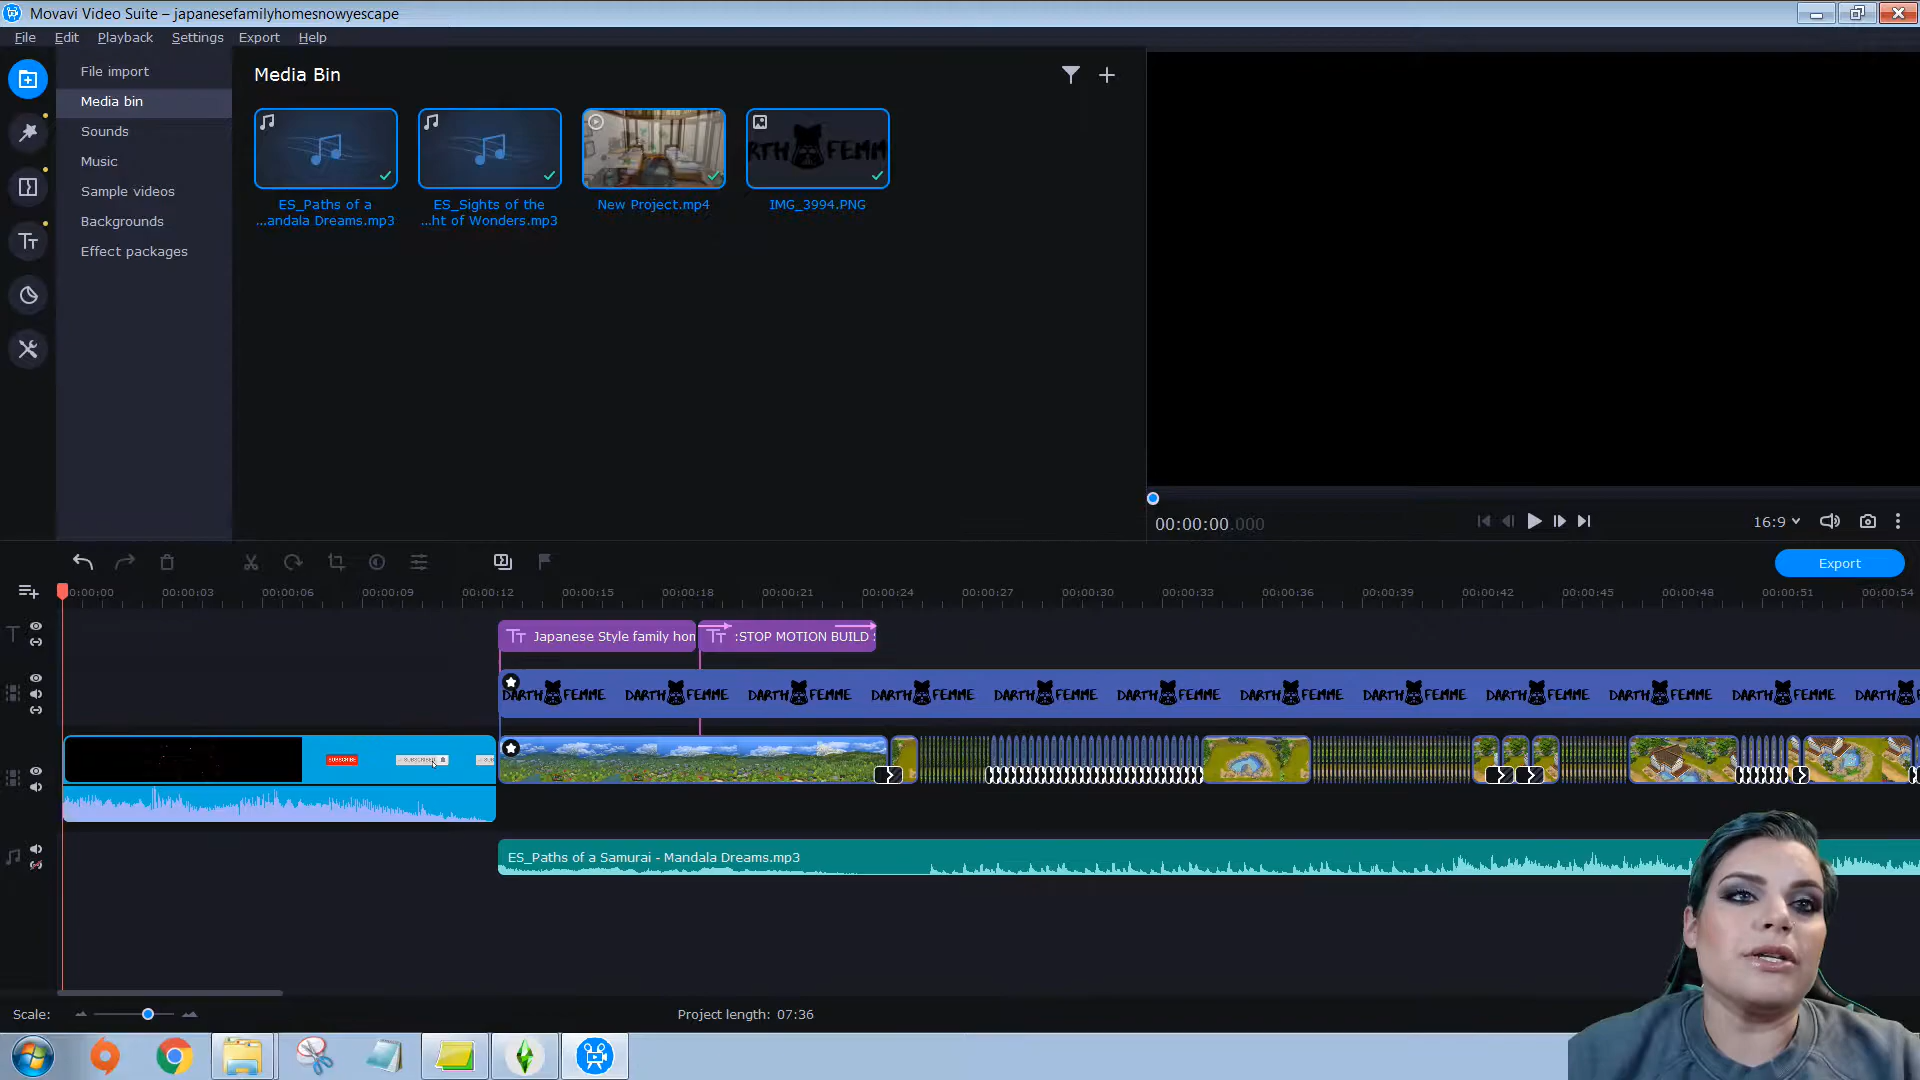 Movavi Video Suite – japanesefamilyhomesnowyescape
File Edit Playback Settings Export Help
File import
Media bin
Sounds
Music
Sample videos
Backgrounds
Effect packages
Media Bin
RTH FEMM
ES_Paths of a
...andala Dreams.mp3
ES_Sights of the
...ht of Wonders.mp3
New Project.mp4
IMG_3994.PNG
00:00:00.000
16:9
Export
0:00:00 00:00:03 00:00:06 00:00:09 00:00:12 00:00:15 00:00:18 00:00:21 00:00:24 00:00:27 00:00:30 00:00:33 00:00:36 00:00:39 00:00:42 00:00:45 00:00:48 00:00:51 00:00:54
Tт Japanese Style family hom
Tт :STOP MOTION BUILD :
DARTH FEMME DARTH FEMME DARTH FEMME DARTH FEMME DARTH FEMME DARTH FEMME DARTH FEMME DARTH FEMME DARTH FEMME DARTH FEMME DARTH FEMME DARTH
SUBSCRIBE SUBSCRIBED
ES_Paths of a Samurai - Mandala Dreams.mp3
Scale:
Project length: 07:36